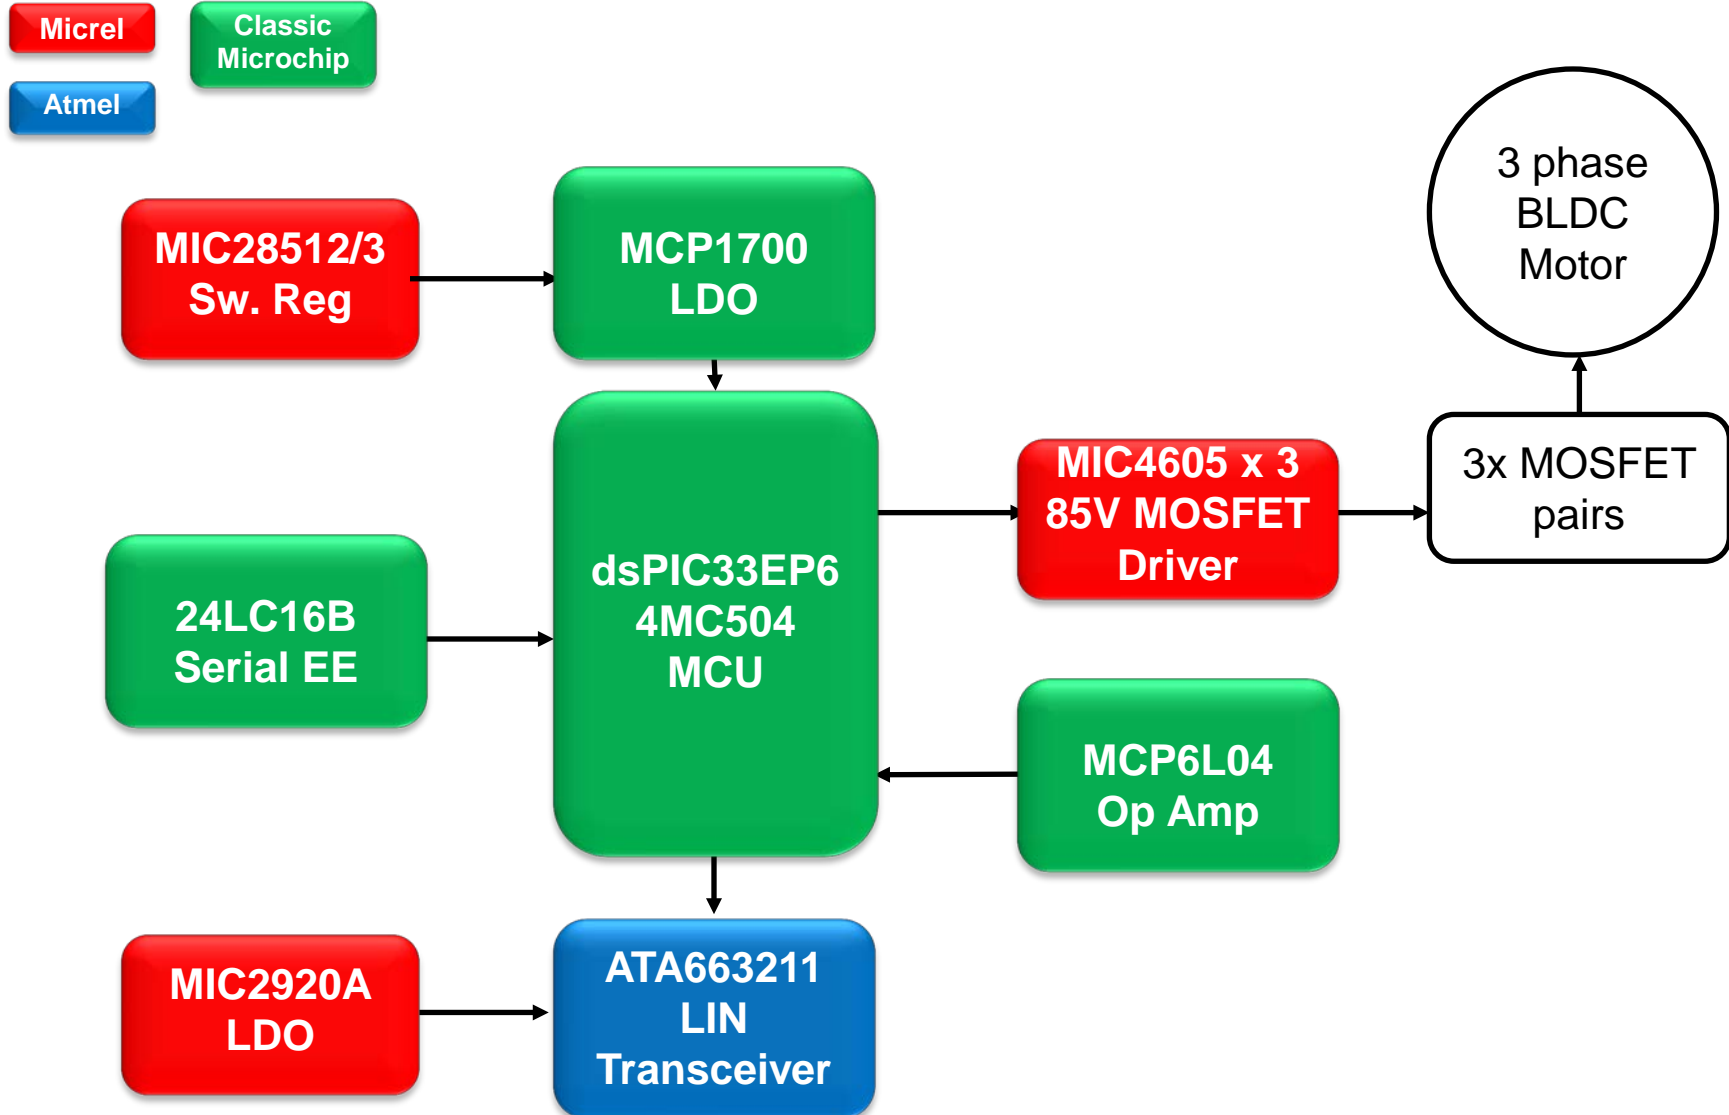 Micrel
Classic
Microchip
Atmel
3 phase
BLDC
Motor
MIC28512/3
Sw. Reg
MCP1700
LDO
MIC4605 x 3
85V MOSFET
Driver
3x MOSFET
pairs
dsPIC33EP6
4MC504
MCU
24LC16B
Serial EE
MCP6L04
Op Amp
MIC2920A
LDO
ATA663211
LIN
Transceiver